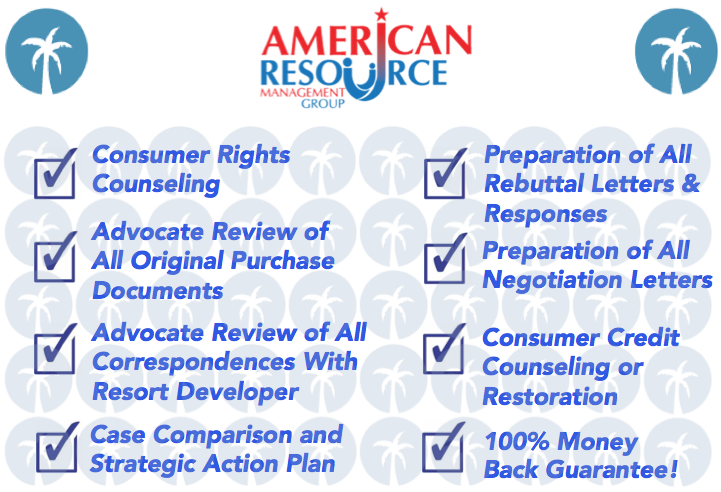 AMERICAN
RESOURCE
MANAGEMENT
GROUP
Consumer Rights
Counseling
Advocate Review of
All Original Purchase
Documents
Advocate Review of All
Correspondences With
Resort Developer
Case Comparison and
Strategic Action Plan
Preparation of All
Rebuttal Letters &
Responses
Preparation of All
Negotiation Letters
Consumer Credit
Counseling or
Restoration
100% Money
Back Guarantee!